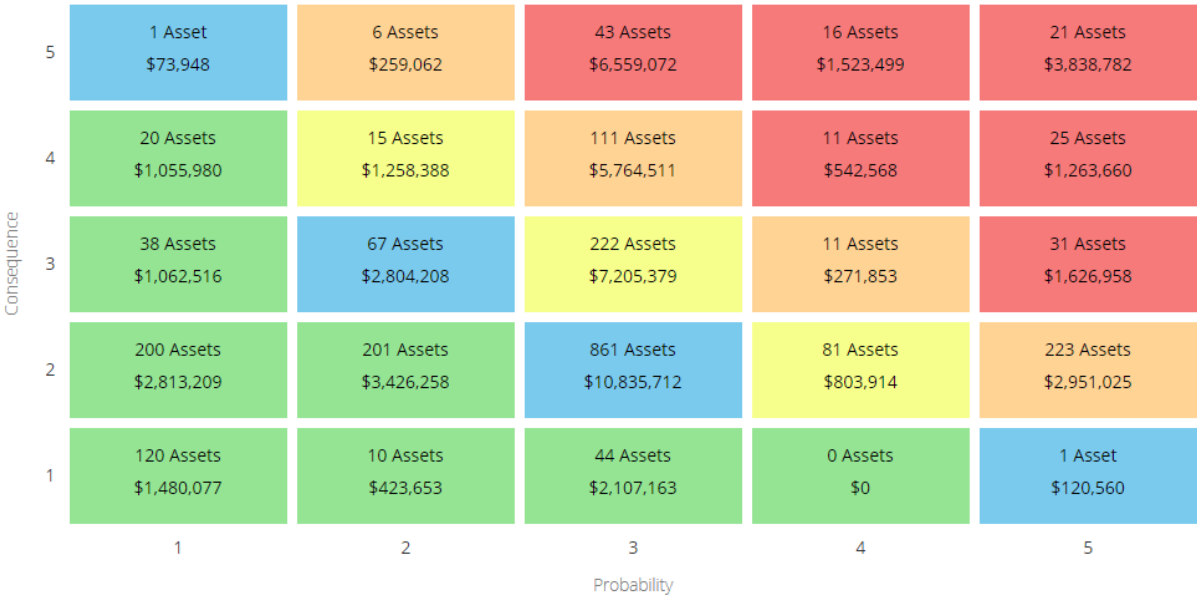 5
1 Asset
$73,948
6 Assets
$259,062
43 Assets
$6,559,072
16 Assets
$1,523,499
21 Assets
$3,838,782
4
20 Assets
$1,055,980
15 Assets
$1,258,388
111 Assets
$5,764,511
11 Assets
$542,568
25 Assets
$1,263,660
Consequence
3
38 Assets
$1,062,516
67 Assets
$2,804,208
222 Assets
$7,205,379
11 Assets
$271,853
31 Assets
$1,626,958
2
200 Assets
$2,813,209
201 Assets
$3,426,258
861 Assets
$10,835,712
81 Assets
$803,914
223 Assets
$2,951,025
1
120 Assets
$1,480,077
10 Assets
$423,653
44 Assets
$2,107,163
0 Assets
$0
1 Asset
$120,560
1
2
3
4
5
Probability